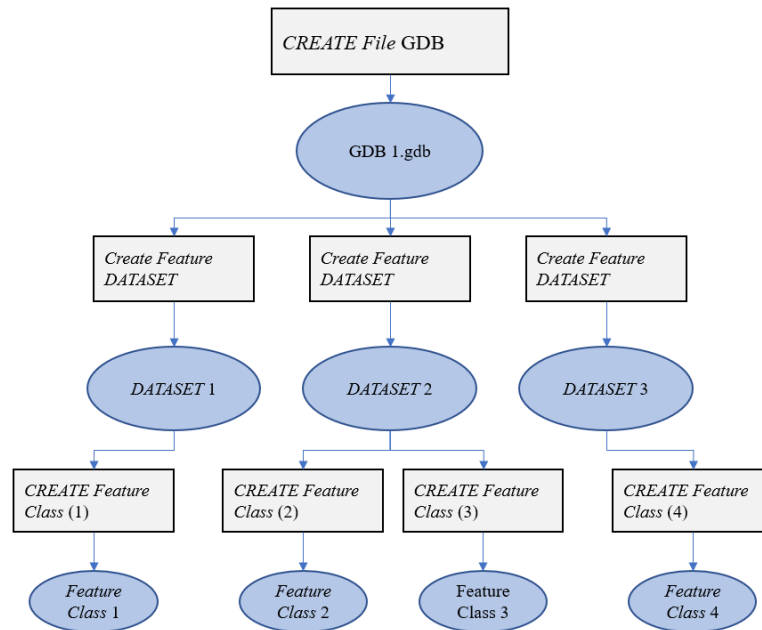 CREATE File GDB
GDB 1.gdb
Create Feature
DATASET
Create Feature
DATASET
Create Feature
DATASET
DATASET 1
DATASET 2
DATASET 3
CREATE Feature
Class (1)
CREATE Feature
Class (2)
CREATE Feature
Class (3)
CREATE Feature
Class (4)
Feature
Class 1
Feature
Class 2
Feature
Class 3
Feature
Class 4